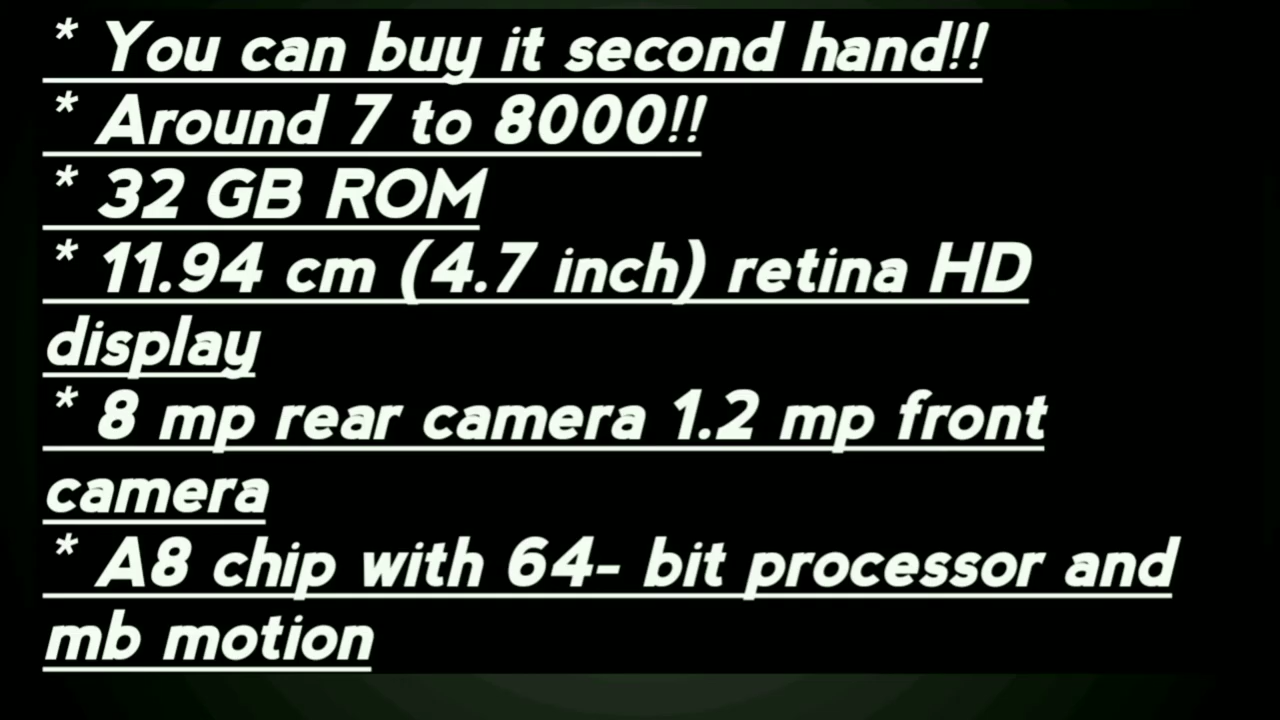 * You can buy it second hand!!
* Around 7 to 8000!!
* 32 GB ROM
* 11.94 cm (4.7 inch) retina HD
display
* 8 mp rear camera 1.2 mp front
camera
* A8 chip with 64- bit processor and
mb motion